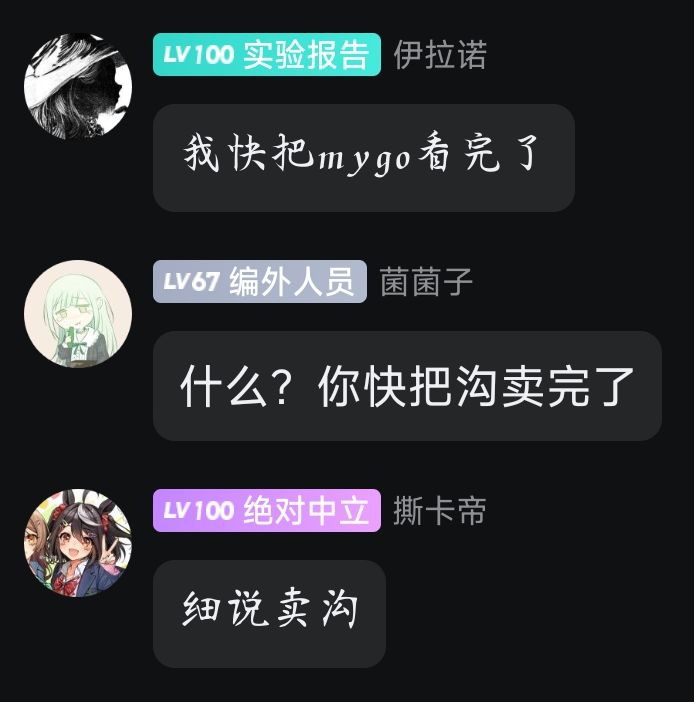 LV100 实验报告 伊拉诺
我快把mygo看完了
LV67 编外人员 菌菌子
什么？你快把沟卖完了
LV100 绝对中立 撕卡帝
细说卖沟